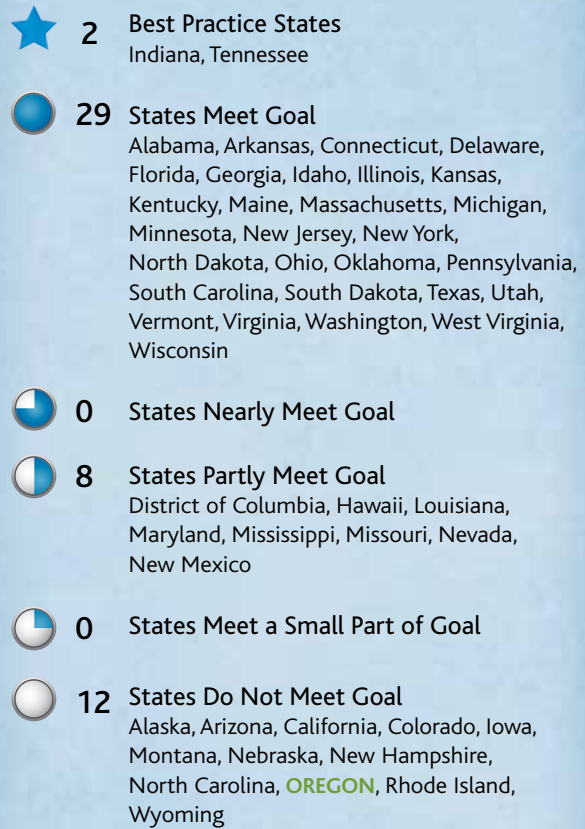 2 Best Practice States
Indiana, Tennessee
29 States Meet Goal
Alabama, Arkansas, Connecticut, Delaware,
Florida, Georgia, Idaho, Illinois, Kansas,
Kentucky, Maine, Massachusetts, Michigan,
Minnesota, New Jersey, New York,
North Dakota, Ohio, Oklahoma, Pennsylvania,
South Carolina, South Dakota, Texas, Utah,
Vermont, Virginia, Washington, West Virginia,
Wisconsin
0 States Nearly Meet Goal
8 States Partly Meet Goal
District of Columbia, Hawaii, Louisiana,
Maryland, Mississippi, Missouri, Nevada,
New Mexico
0 States Meet a Small Part of Goal
12 States Do Not Meet Goal
Alaska, Arizona, California, Colorado, Iowa,
Montana, Nebraska, New Hampshire,
North Carolina, OREGON, Rhode Island,
Wyoming